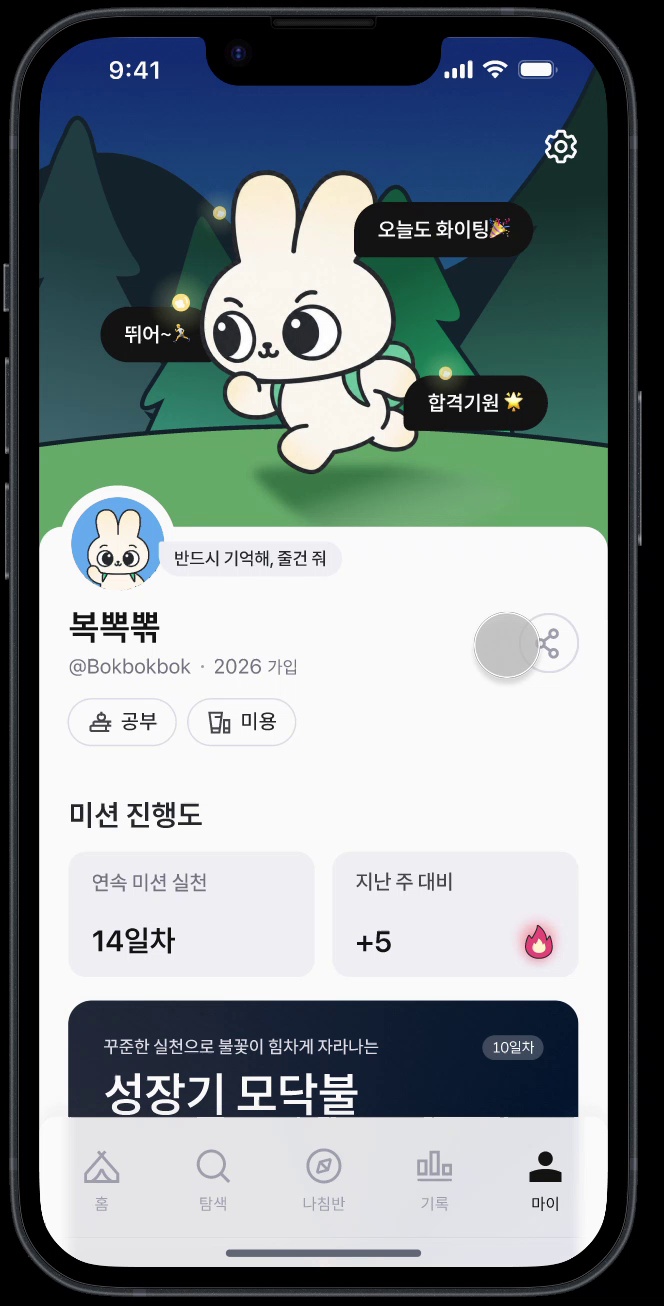 9:41
오늘도 화이팅🎉
뛰어~🏃
합격기원 🌟
반드시 기억해, 줄건 줘
복뽁뽂
@Bokbokbok · 2026 가입
공부
미용
미션 진행도
연속 미션 실천
14일차
지난 주 대비
+5
꾸준한 실천으로 불꽃이 힘차게 자라나는
10일차
성장기 모닥불
홈
탐색
나침반
기록
마이